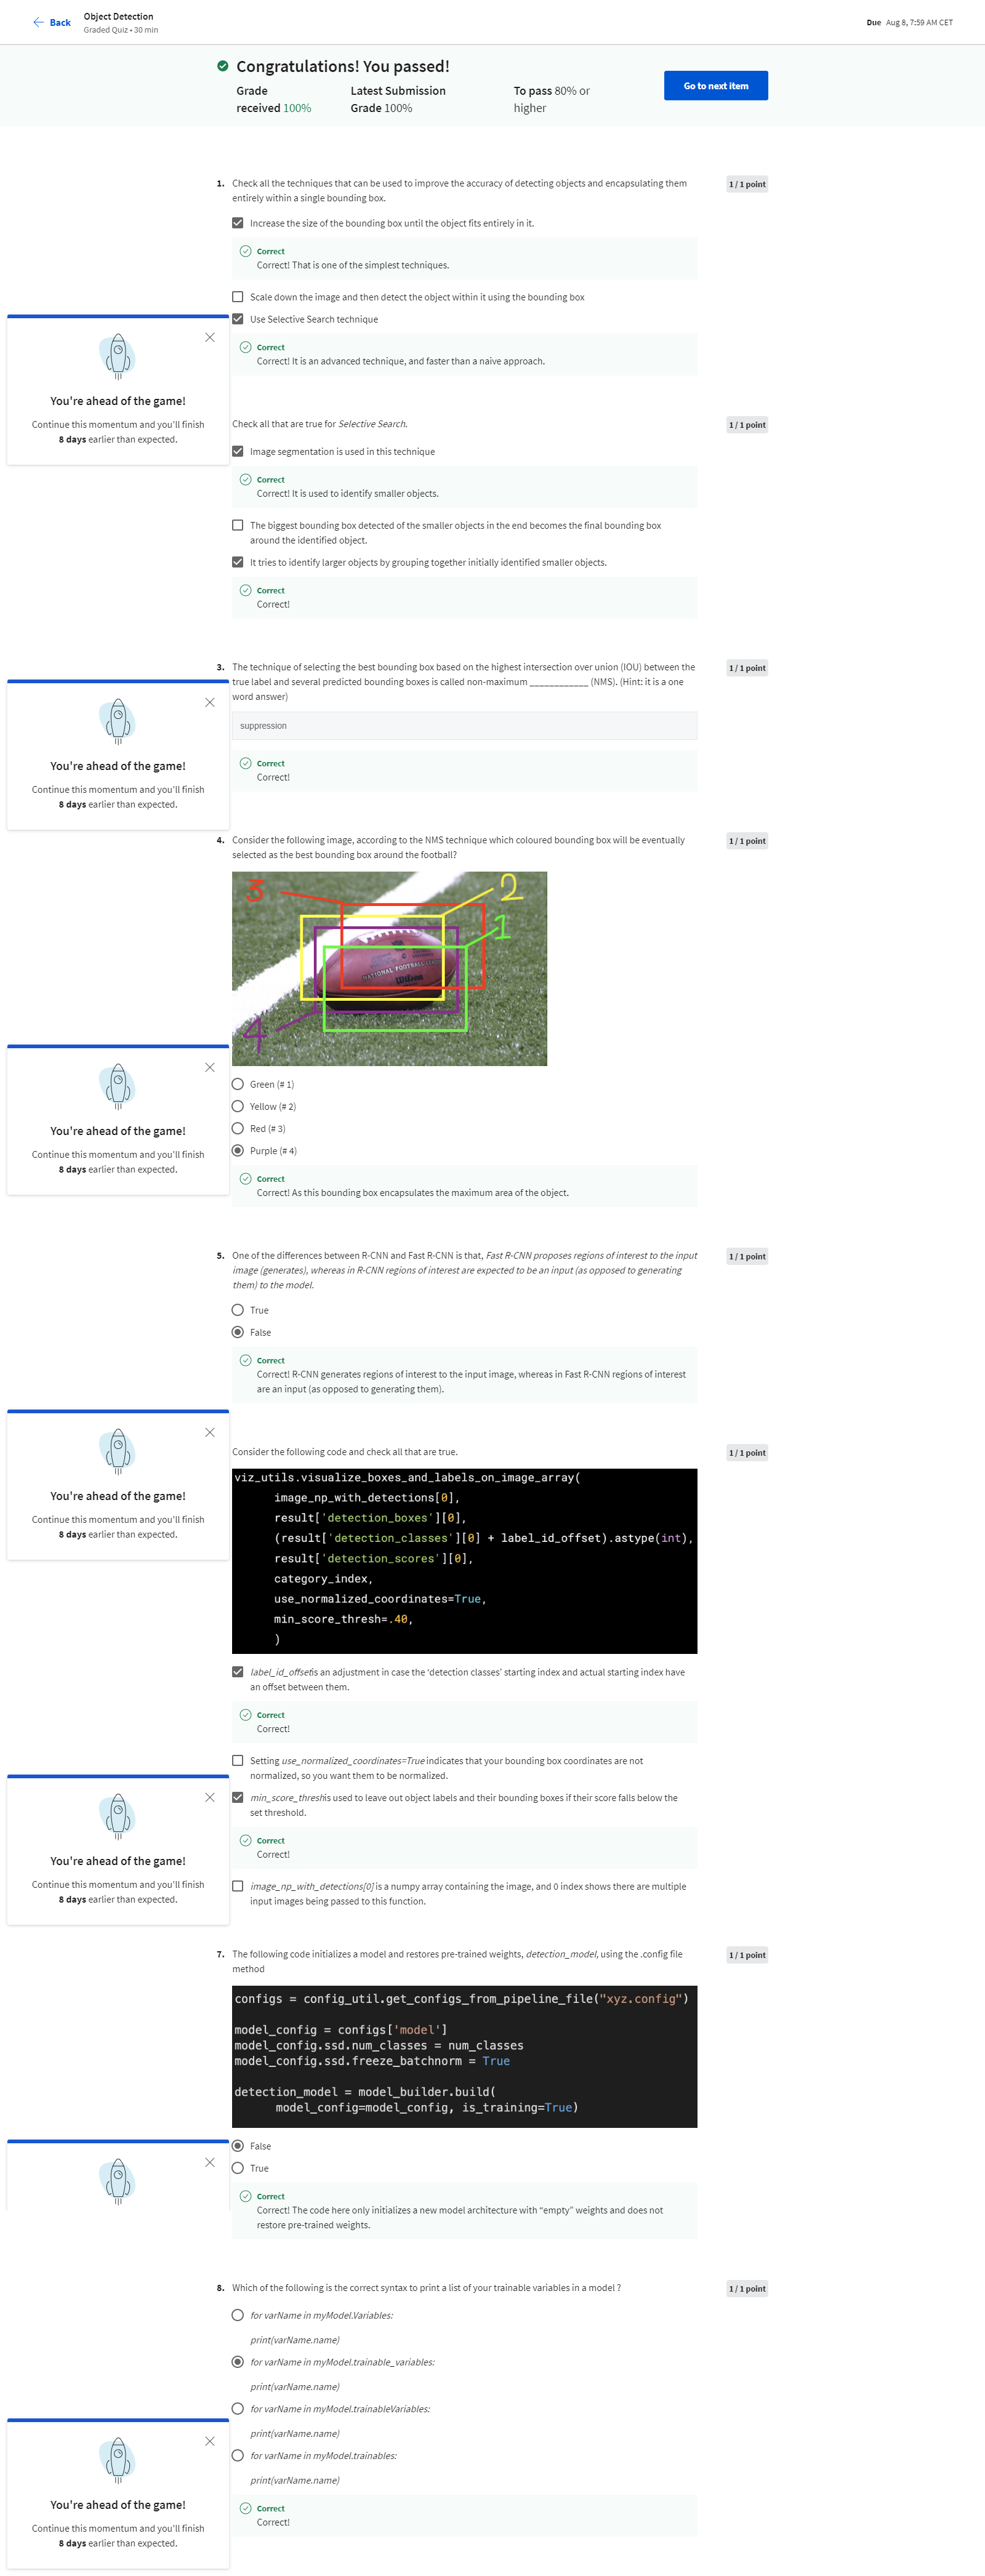 Back
Object Detection
Graded Quiz • 30 min
Due Aug 8, 7:59 AM CET
Congratulations! You passed!
Grade
received 100%
Latest Submission
Grade 100%
To pass 80% or
higher
Go to next item
1. Check all the techniques that can be used to improve the accuracy of detecting objects and encapsulating them
entirely within a single bounding box.
1 / 1 point
Increase the size of the bounding box until the object fits entirely in it.
Correct
Correct! That is one of the simplest techniques.
Scale down the image and then detect the object within it using the bounding box
Use Selective Search technique
Correct
Correct! It is an advanced technique, and faster than a naive approach.
You're ahead of the game!
Continue this momentum and you'll finish
8 days earlier than expected.
Check all that are true for Selective Search.
1 / 1 point
Image segmentation is used in this technique
Correct
Correct! It is used to identify smaller objects.
The biggest bounding box detected of the smaller objects in the end becomes the final bounding box
around the identified object.
It tries to identify larger objects by grouping together initially identified smaller objects.
Correct
Correct!
3. The technique of selecting the best bounding box based on the highest intersection over union (IOU) between the
true label and several predicted bounding boxes is called non-maximum ____________ (NMS). (Hint: it is a one
word answer)
1 / 1 point
suppression
Correct
Correct!
You're ahead of the game!
Continue this momentum and you'll finish
8 days earlier than expected.
4. Consider the following image, according to the NMS technique which coloured bounding box will be eventually
selected as the best bounding box around the football?
1 / 1 point
3
2
1
NATIONAL FOOTBALL LEAGUE
Wilson
4
Green (# 1)
Yellow (# 2)
Red (# 3)
Purple (# 4)
Correct
Correct! As this bounding box encapsulates the maximum area of the object.
You're ahead of the game!
Continue this momentum and you'll finish
8 days earlier than expected.
5. One of the differences between R-CNN and Fast R-CNN is that, Fast R-CNN proposes regions of interest to the input
image (generates), whereas in R-CNN regions of interest are expected to be an input (as opposed to generating
them) to the model.
1 / 1 point
True
False
Correct
Correct! R-CNN generates regions of interest to the input image, whereas in Fast R-CNN regions of interest
are an input (as opposed to generating them).
You're ahead of the game!
Continue this momentum and you'll finish
8 days earlier than expected.
Consider the following code and check all that are true.
1 / 1 point
viz_utils.visualize_boxes_and_labels_on_image_array(
image_np_with_detections[0],
result['detection_boxes'][0],
(result['detection_classes'][0] + label_id_offset).astype(int),
result['detection_scores'][0],
category_index,
use_normalized_coordinates=True,
min_score_thresh=.40,
)
label_id_offset is an adjustment in case the ‘detection classes’ starting index and actual starting index have
an offset between them.
Correct
Correct!
Setting use_normalized_coordinates=True indicates that your bounding box coordinates are not
normalized, so you want them to be normalized.
min_score_thresh is used to leave out object labels and their bounding boxes if their score falls below the
set threshold.
Correct
Correct!
image_np_with_detections[0] is a numpy array containing the image, and 0 index shows there are multiple
input images being passed to this function.
You're ahead of the game!
Continue this momentum and you'll finish
8 days earlier than expected.
7. The following code initializes a model and restores pre-trained weights, detection_model, using the .config file
method
1 / 1 point
configs = config_util.get_configs_from_pipeline_file("xyz.config")
model_config = configs['model']
model_config.ssd.num_classes = num_classes
model_config.ssd.freeze_batchnorm = True
detection_model = model_builder.build(
model_config=model_config, is_training=True)
False
True
Correct
Correct! The code here only initializes a new model architecture with “empty” weights and does not
restore pre-trained weights.
8. Which of the following is the correct syntax to print a list of your trainable variables in a model ?
1 / 1 point
for varName in myModel.Variables:
print(varName.name)
for varName in myModel.trainable_variables:
print(varName.name)
for varName in myModel.trainableVariables:
print(varName.name)
for varName in myModel.trainables:
print(varName.name)
Correct
Correct!
You're ahead of the game!
Continue this momentum and you'll finish
8 days earlier than expected.